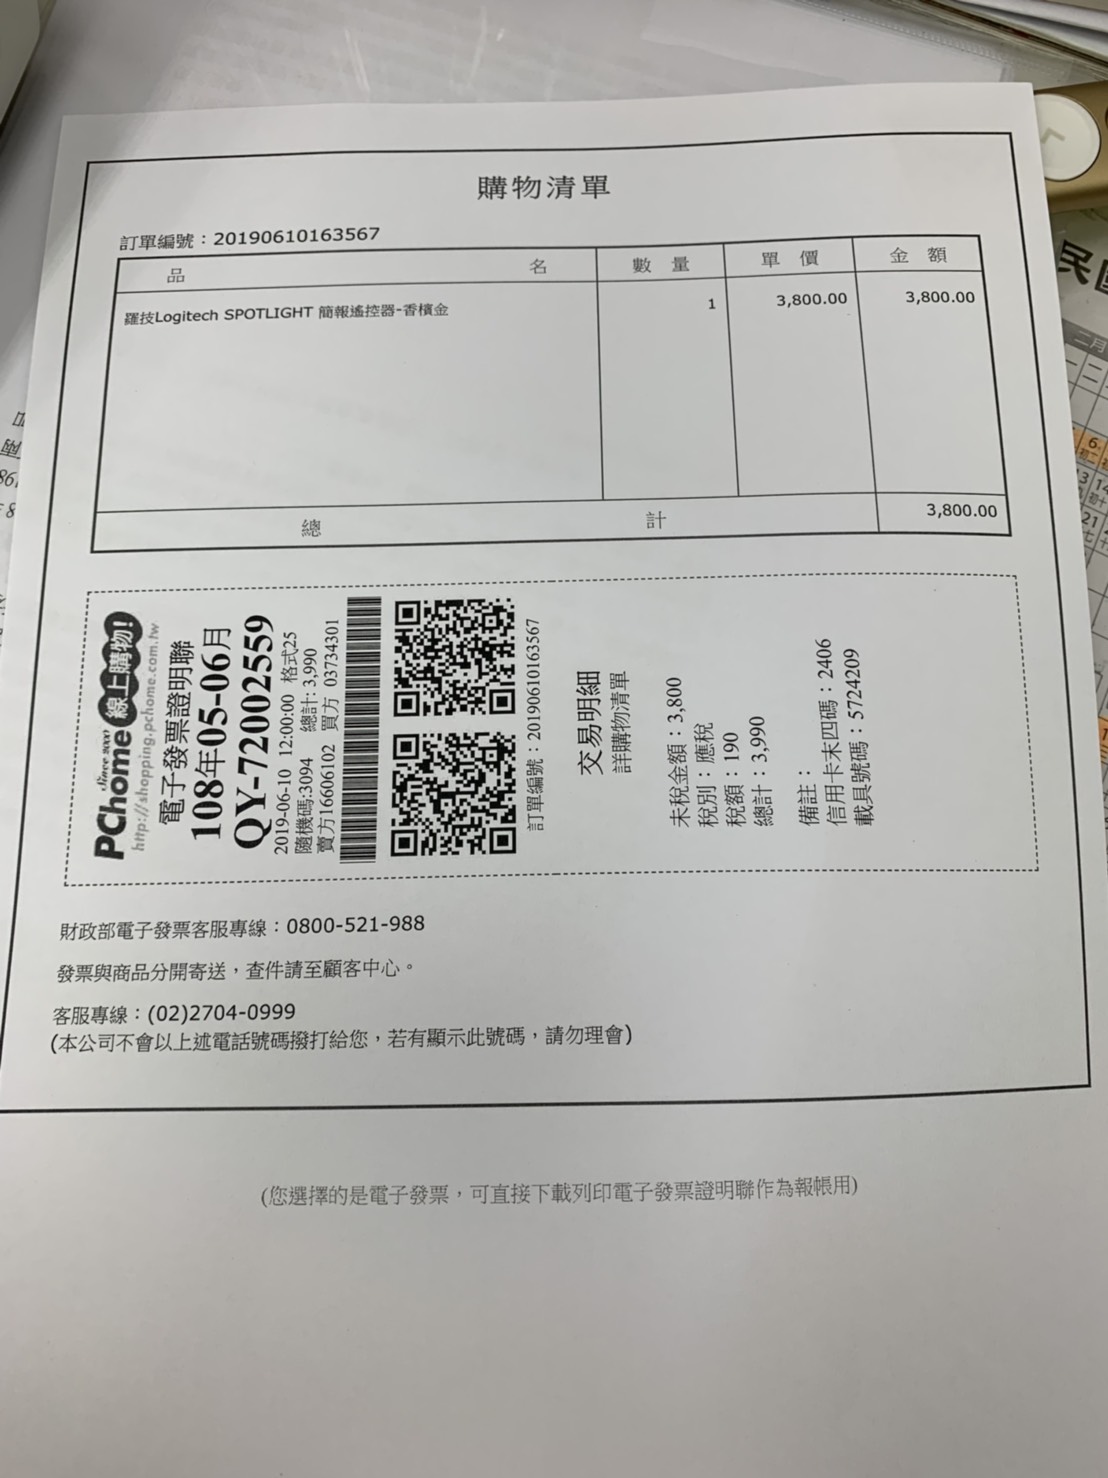 購物清單
訂單編號：20190610163567
品 名 數 量 單 價 金 額
羅技Logitech SPOTLIGHT 簡報遙控器-香檳金 1 3,800.00 3,800.00
總 計 3,800.00
PChome 線上購物!
Since 2000
http://shopping.pchome.com.tw
電子發票證明聯
108年05-06月
QY-72002559
2019-06-10 12:00:00 格式25
隨機碼:3094 總計: 3,990
賣方16606102 買方 03734301
訂單編號：20190610163567
交易明細
詳購物清單
未稅金額：3,800
稅別：應稅
稅額：190
總計：3,990
備註：
信用卡末四碼：2406
載具號碼：5724209
財政部電子發票客服專線：0800-521-988
發票與商品分開寄送，查件請至顧客中心。
客服專線：(02)2704-0999
(本公司不會以上述電話號碼撥打給您，若有顯示此號碼，請勿理會)
(您選擇的是電子發票，可直接下載列印電子發票證明聯作為報帳用)
民
二月
6
初二
14
21